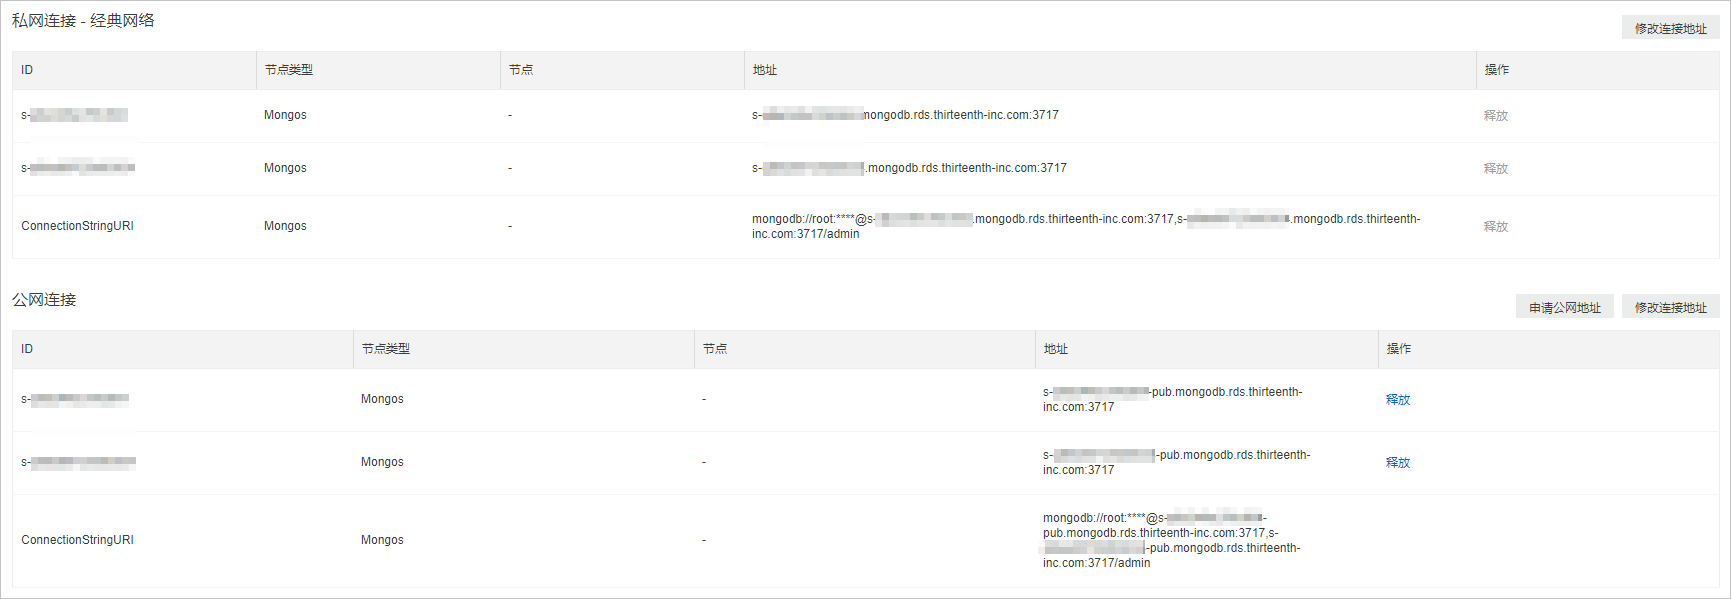 私网连接 - 经典网络
修改连接地址
ID 节点类型 节点 地址 操作
s- Mongos - s- mongodb.rds.thirteenth-inc.com:3717 释放
s- Mongos - s- .mongodb.rds.thirteenth-inc.com:3717 释放
ConnectionStringURI Mongos - mongodb://root:****@s- .mongodb.rds.thirteenth-inc.com:3717,s- .mongodb.rds.thirteenth- 释放
inc.com:3717/admin
公网连接
申请公网地址 修改连接地址
ID 节点类型 节点 地址 操作
s- Mongos - s- -pub.mongodb.rds.thirteenth- 释放
inc.com:3717
s- Mongos - s- -pub.mongodb.rds.thirteenth- 释放
inc.com:3717
ConnectionStringURI Mongos - mongodb://root:****@s- -
pub.mongodb.rds.thirteenth-inc.com:3717,s-
-pub.mongodb.rds.thirteenth-
inc.com:3717/admin